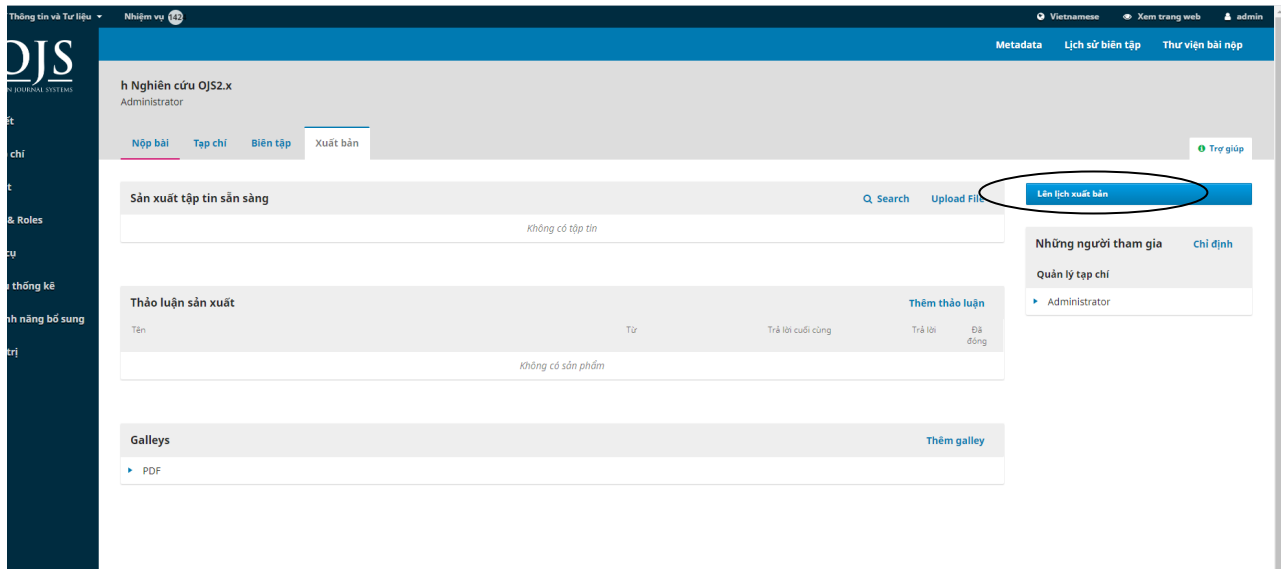 Thông tin và Tư liệu Nhiệm vụ 142 Vietnamese Xem trang web admin
OJS
Metadata Lịch sử biên tập Thư viện bài nộp
N JOURNAL SYSTEMS
h Nghiên cứu OJS2.x
Administrator
ết
Nộp bài Tạp chí Biên tập Xuất bản
chí
Trợ giúp
t
Sản xuất tập tin sẵn sàng Search Upload File
Lên lịch xuất bản
& Roles
Không có tập tin
cụ
Những người tham gia Chỉ định
Quản lý tạp chí
u thống kê
Thảo luận sản xuất Thêm thảo luận
Administrator
nh năng bổ sung
Tên Từ Trả lời cuối cùng Trả lời Đã đóng
trị
Không có sản phẩm
Galleys Thêm galley
PDF